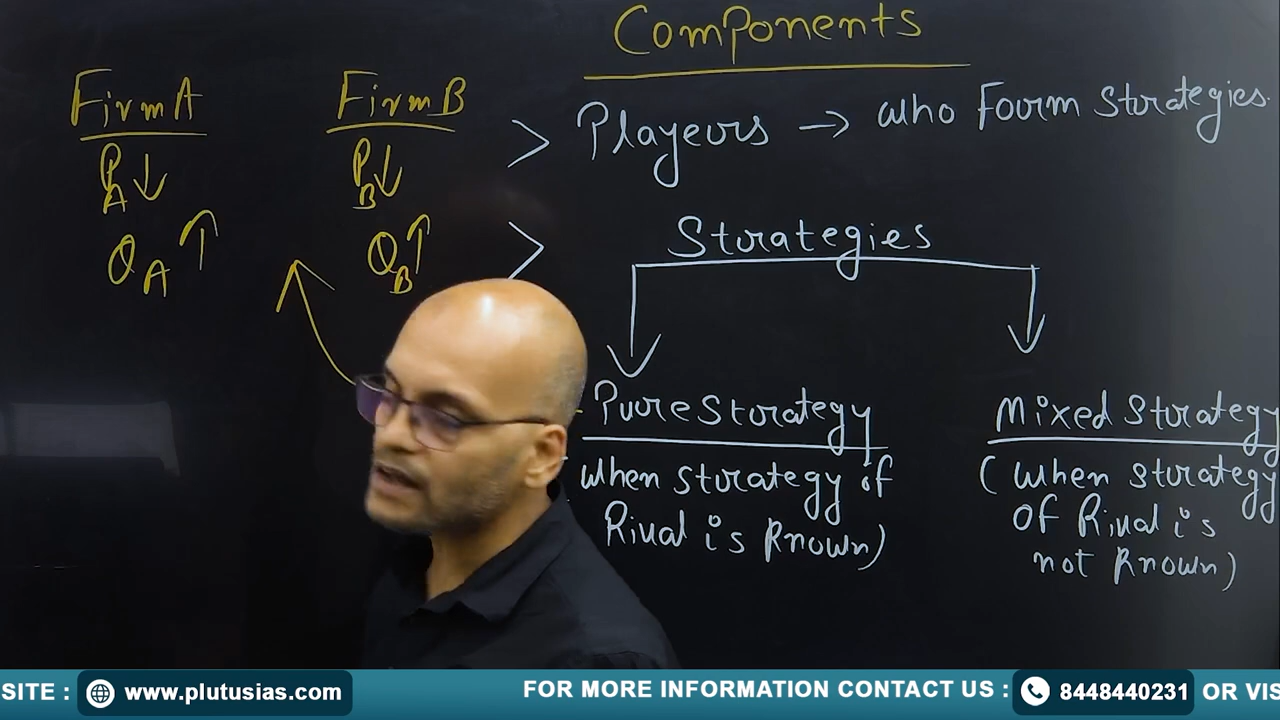 Components
Firm A
Firm B
PA↓
PB↓
QA↑
QB↑
> Players → who Form Strategies.
> Strategies
Pure Strategy
When strategy of
Rival is known)
Mixed Strategy
(When strategy
of Rival is
not known)
SITE : www.plutusias.com
FOR MORE INFORMATION CONTACT US : 8448440231 OR VIS